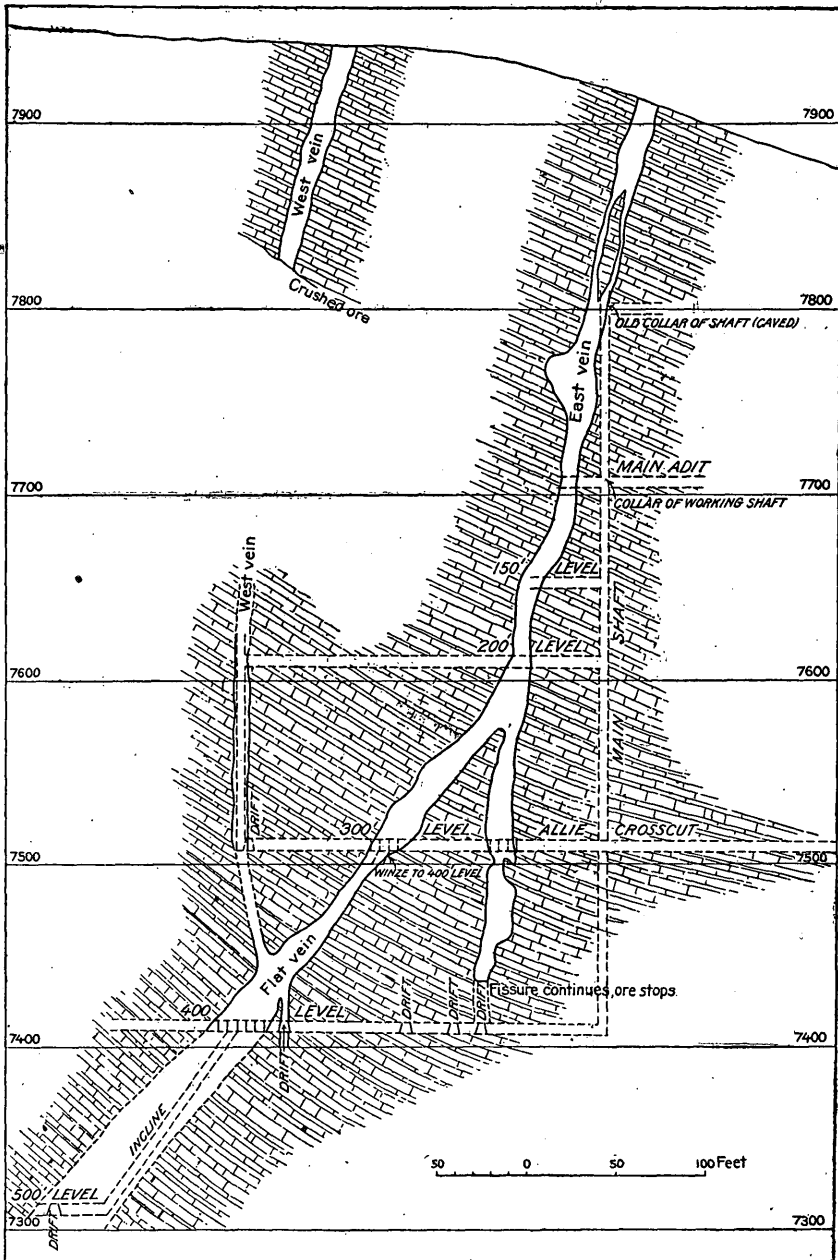 7900
7900
West vein
Crushed ore
7800
7800
OLD COLLAR OF SHAFT (CAVED)
East vein
MAIN ADIT
7700
7700
COLLAR OF WORKING SHAFT
West vein
150' LEVEL
SHAFT
200 LEVEL
7600
7600
MAIN
DRIFT
300 LEVEL ALLIE CROSSCUT
7500
7500
WINZE TO 400 LEVEL
Flat vein
Fissure continues, ore stops.
DRIFT
DRIFT
DRIFT
400 LEVEL
7400
7400
DRIFT
INCLINE
50 0 50 100 Feet
500 LEVEL
7300
7300
DRIFT